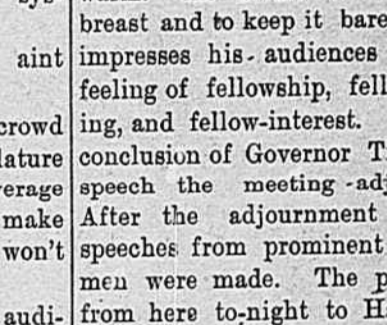 aint
crowd
make
won't
audi-
breast and to keep it bare
impresses his audiences
feeling of fellowship, fell
ing, and fellow-interest.
conclusion of Governor T
speech the meeting adj
After the adjournment
speeches from prominent
men were made. The p
from here to-night to H